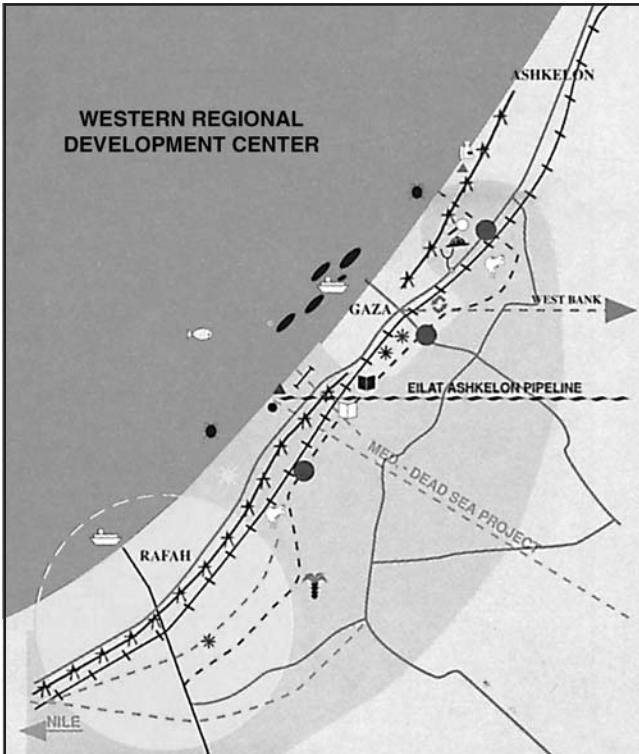 ASHKELON
WESTERN REGIONAL
DEVELOPMENT CENTER
GAZA
WEST BANK
EILAT ASHKELON PIPELINE
MED. - DEAD SEA PROJECT
RAFAH
NILE